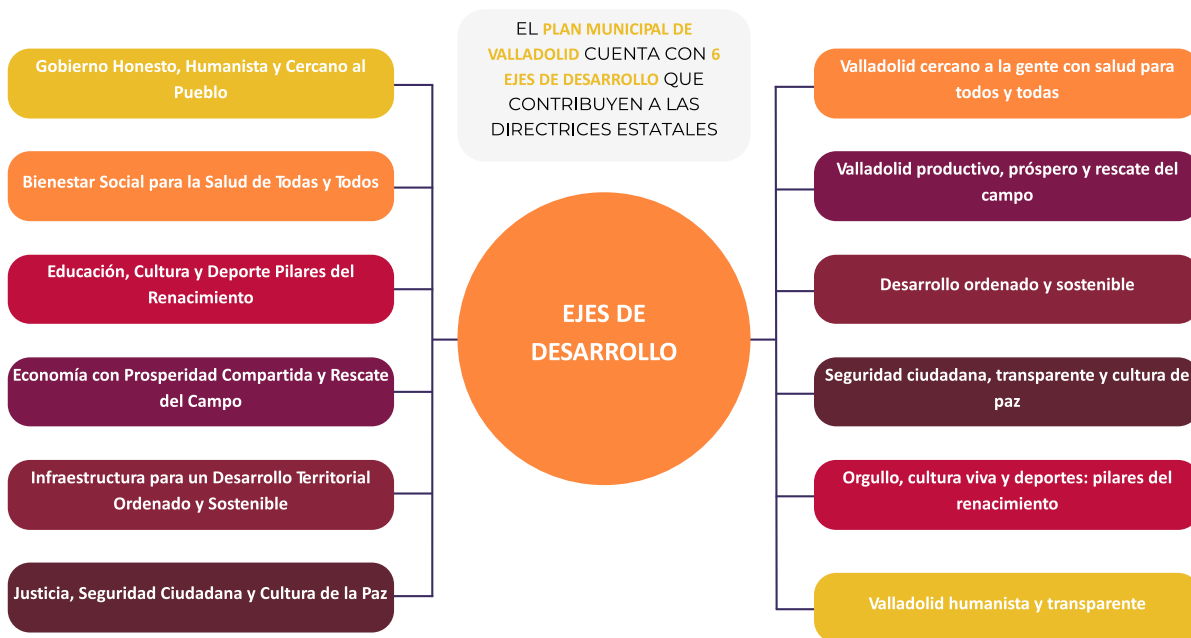 EL PLAN MUNICIPAL DE
VALLADOLID CUENTA CON 6
EJES DE DESARROLLO QUE
CONTRIBUYEN A LAS
DIRECTRICES ESTATALES
Gobierno Honesto, Humanista y Cercano al
Pueblo
Bienestar Social para la Salud de Todas y Todos
Educación, Cultura y Deporte Pilares del
Renacimiento
Economía con Prosperidad Compartida y Rescate
del Campo
Infraestructura para un Desarrollo Territorial
Ordenado y Sostenible
Justicia, Seguridad Ciudadana y Cultura de la Paz
EJES DE
DESARROLLO
Valladolid cercano a la gente con salud para
todos y todas
Valladolid productivo, próspero y rescate del
campo
Desarrollo ordenado y sostenible
Seguridad ciudadana, transparente y cultura de
paz
Orgullo, cultura viva y deportes: pilares del
renacimiento
Valladolid humanista y transparente